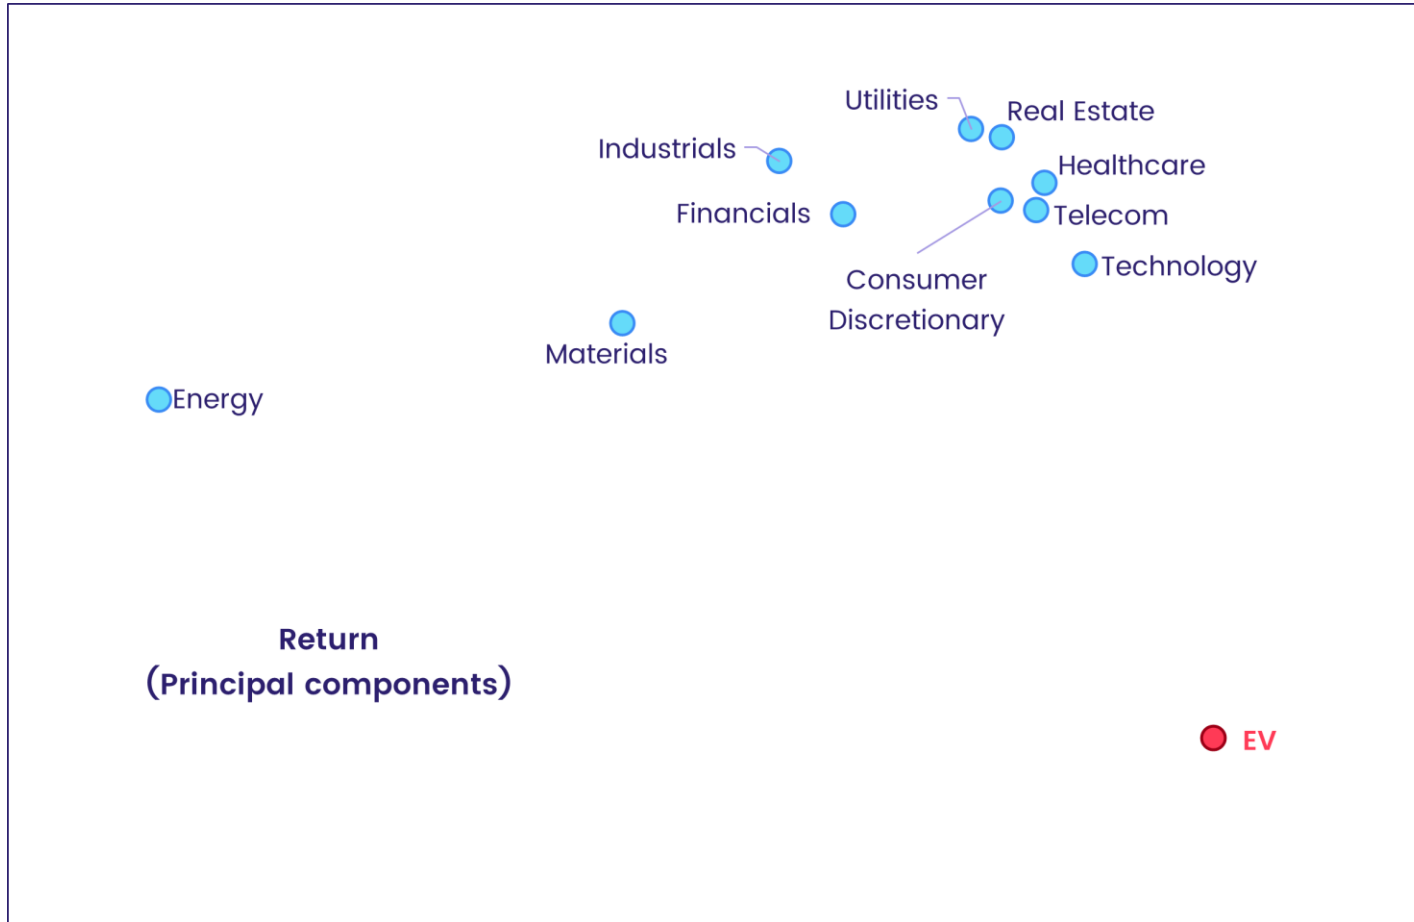 Utilities
Real Estate
Industrials
Healthcare
Financials
Telecom
Technology
Consumer
Discretionary
Materials
Energy
Return
(Principal components)
EV